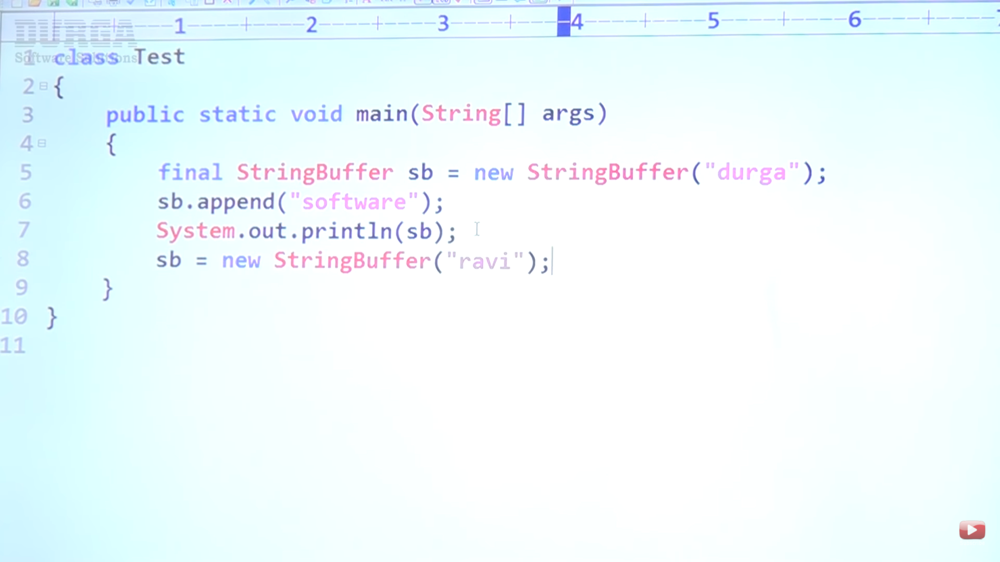 1 2 3 4 5 6
DURGA
Software Solutions
1 class Test
2 {
3 public static void main(String[] args)
4 {
5 final StringBuffer sb = new StringBuffer("durga");
6 sb.append("software");
7 System.out.println(sb);
8 sb = new StringBuffer("ravi");
9 }
10 }
11